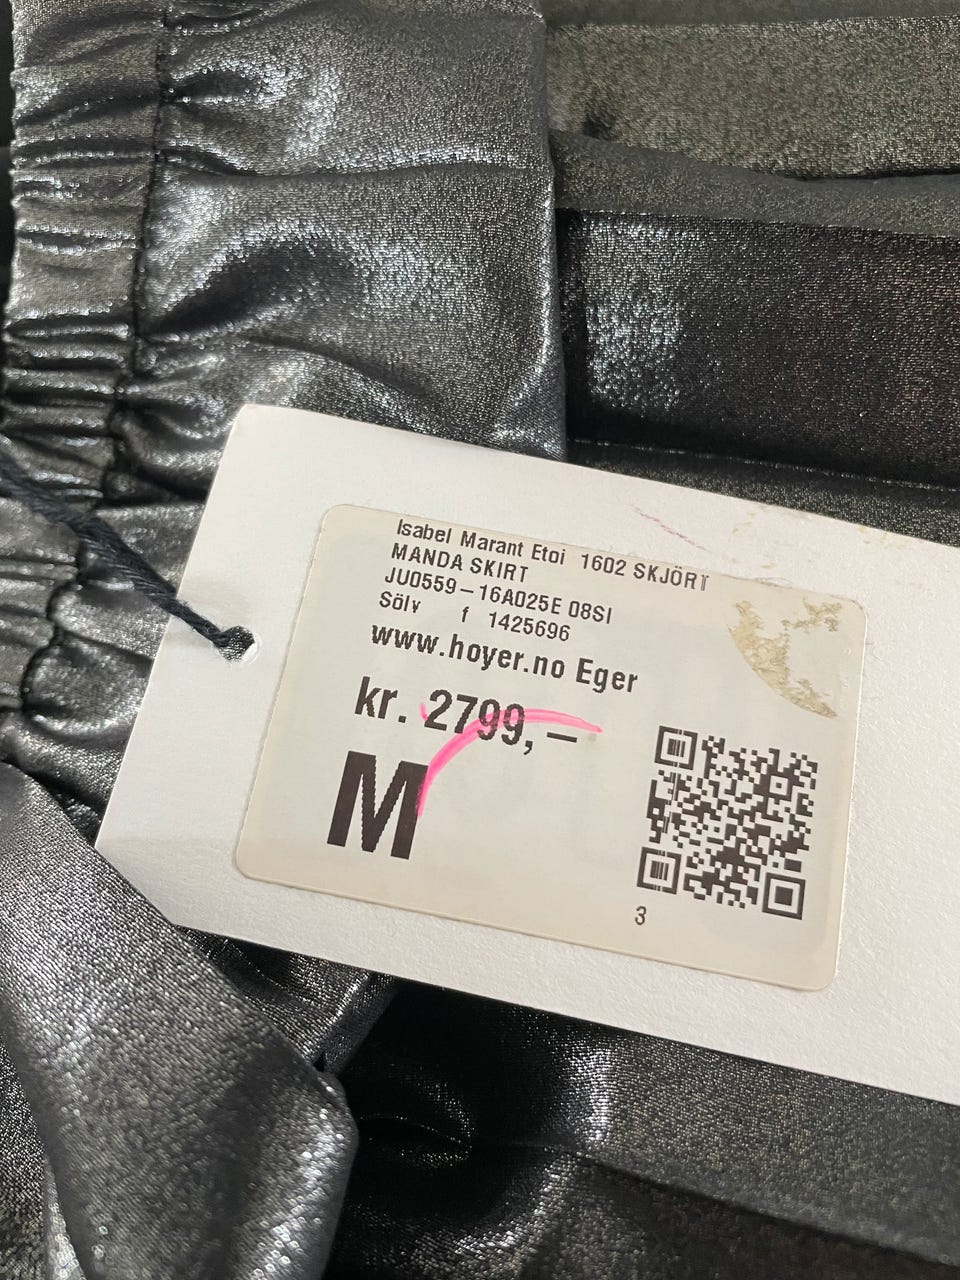 Isabel Marant Etoi 1602 SKJÖRT
MANDA SKIRT
JU0559-16A025E 08SI
Sölv f 1425696
www.hoyer.no Eger
kr. 2799,-
M
3